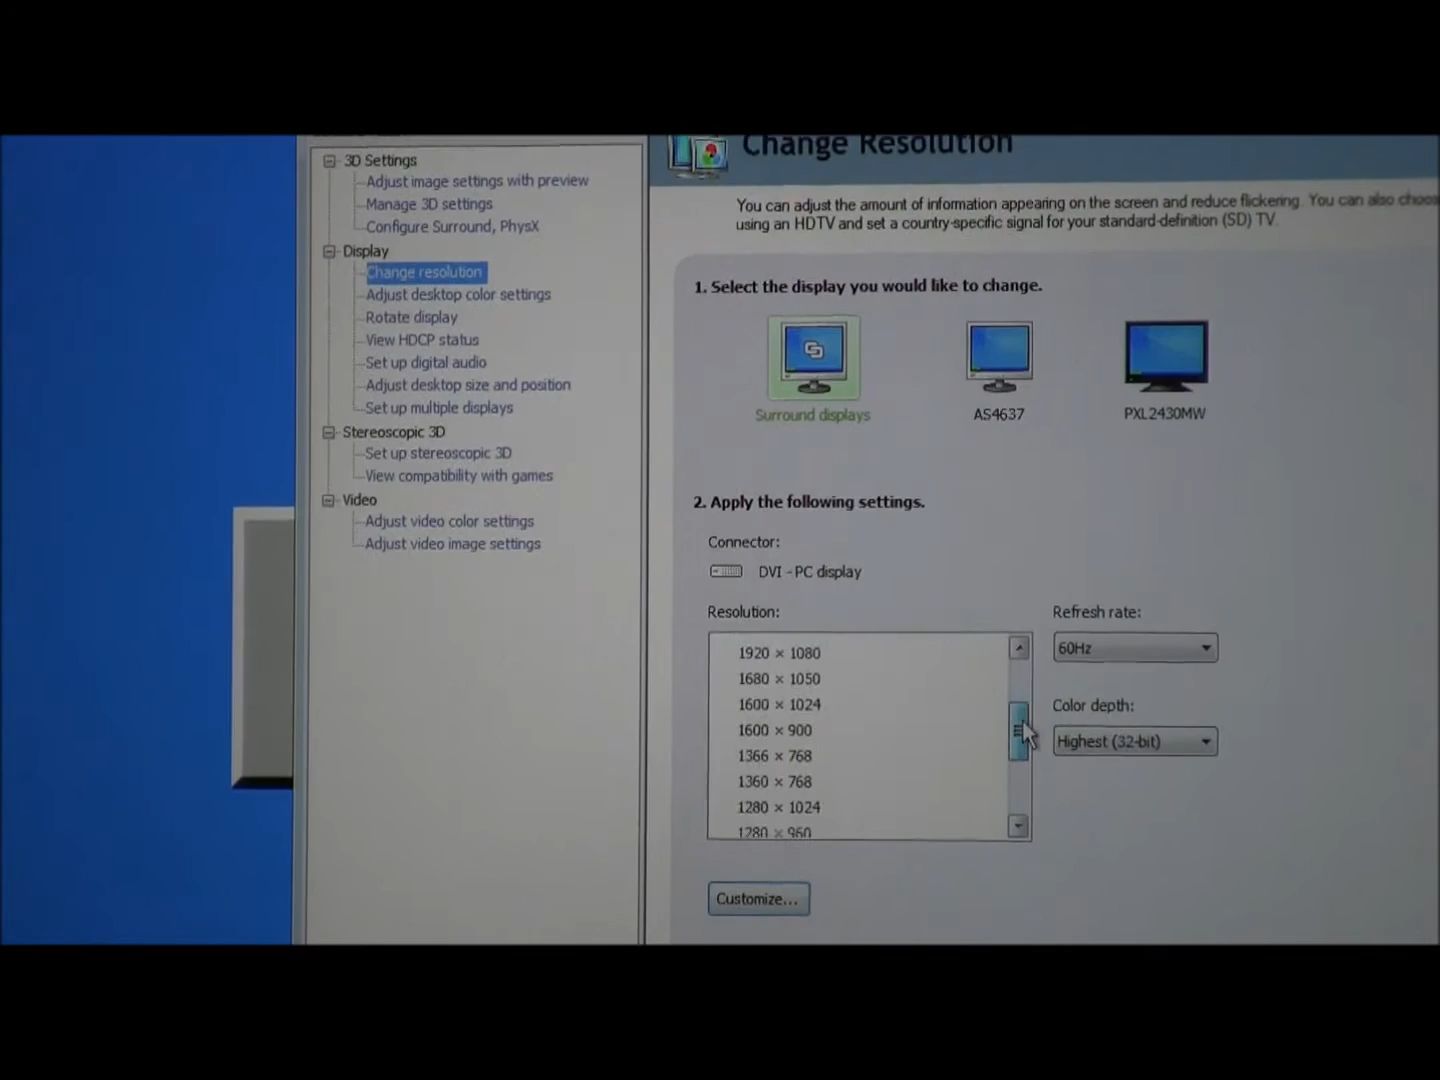 3D Settings
Adjust image settings with preview
Manage 3D settings
Configure Surround, PhysX
Display
Change resolution
Adjust desktop color settings
Rotate display
View HDCP status
Set up digital audio
Adjust desktop size and position
Set up multiple displays
Stereoscopic 3D
Set up stereoscopic 3D
View compatibility with games
Video
Adjust video color settings
Adjust video image settings
Change Resolution
You can adjust the amount of information appearing on the screen and reduce flickering. You can also choos
using an HDTV and set a country-specific signal for your standard-definition (SD) TV.
1. Select the display you would like to change.
Surround displays
AS4637
PXL2430MW
2. Apply the following settings.
Connector:
DVI - PC display
Resolution:
1920 × 1080
1680 × 1050
1600 × 1024
1600 × 900
1366 × 768
1360 × 768
1280 × 1024
1280 × 960
Refresh rate:
60Hz
Color depth:
Highest (32-bit)
Customize...